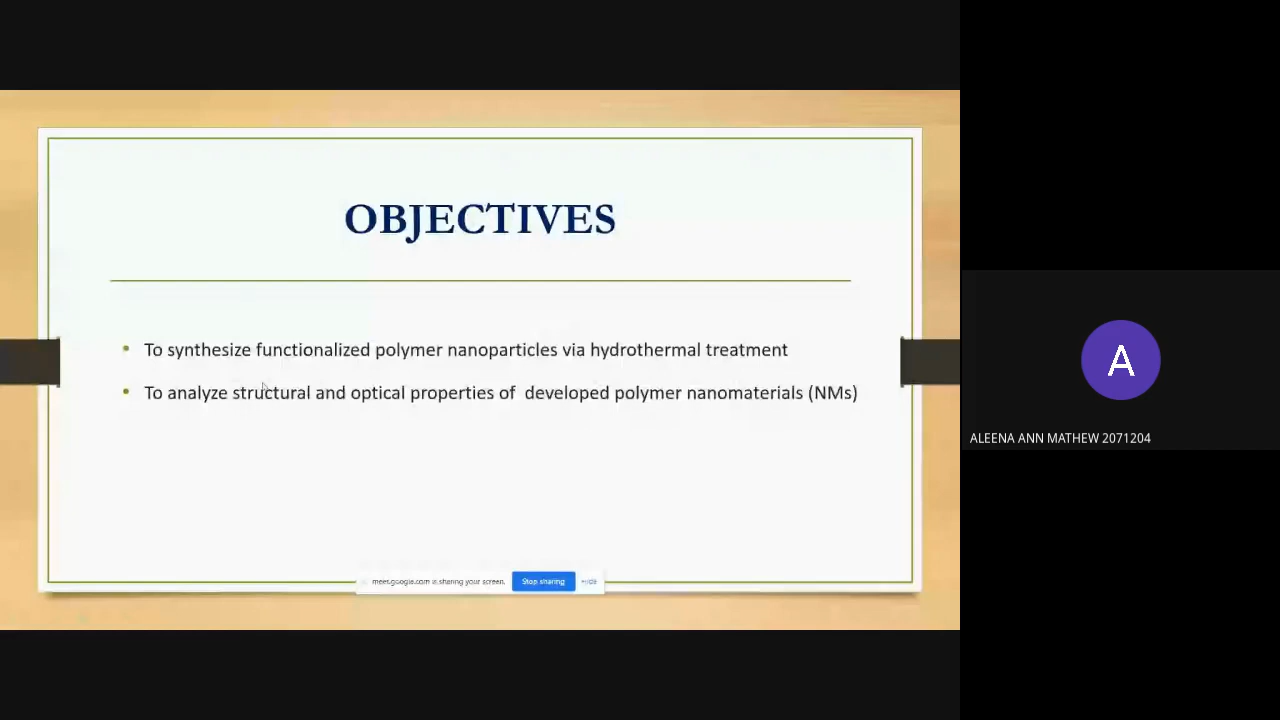 OBJECTIVES
• To synthesize functionalized polymer nanoparticles via hydrothermal treatment
• To analyze structural and optical properties of  developed polymer nanomaterials (NMs)
meet.google.com is sharing your screen. Stop sharing Hide
A
ALEENA ANN MATHEW 2071204